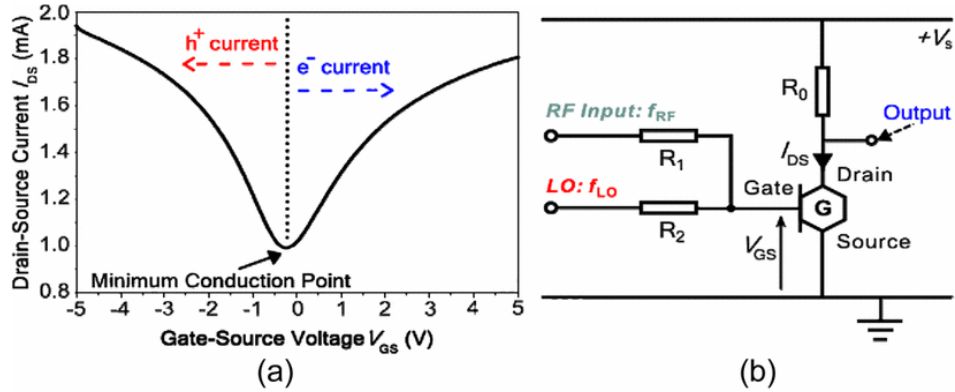 Drain-Source Current I_DS (mA)
2.0
1.8
1.6
1.4
1.2
1.0
0.8
h+ current
e- current
Minimum Conduction Point
-5 -4 -3 -2 -1 0 1 2 3 4 5
Gate-Source Voltage V_GS (V)
(a)
+V_s
R_0
Output
RF Input: f_RF
R_1
I_DS
Drain
LO: f_LO
Gate
G
R_2
Source
V_GS
(b)